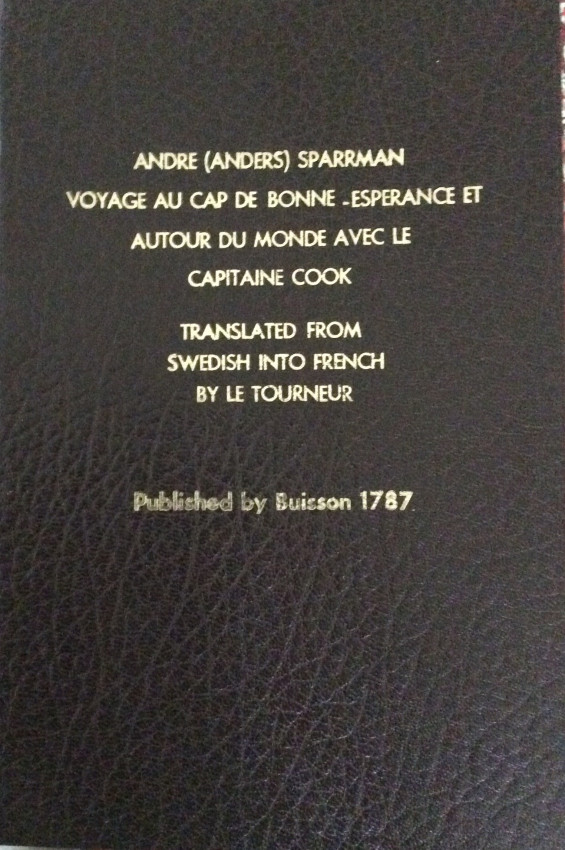 ANDRE (ANDERS) SPARRMAN
VOYAGE AU CAP DE BONNE-ESPERANCE ET
AUTOUR DU MONDE AVEC LE
CAPITAINE COOK
TRANSLATED FROM
SWEDISH INTO FRENCH
BY LE TOURNEUR
Published by Buisson 1787